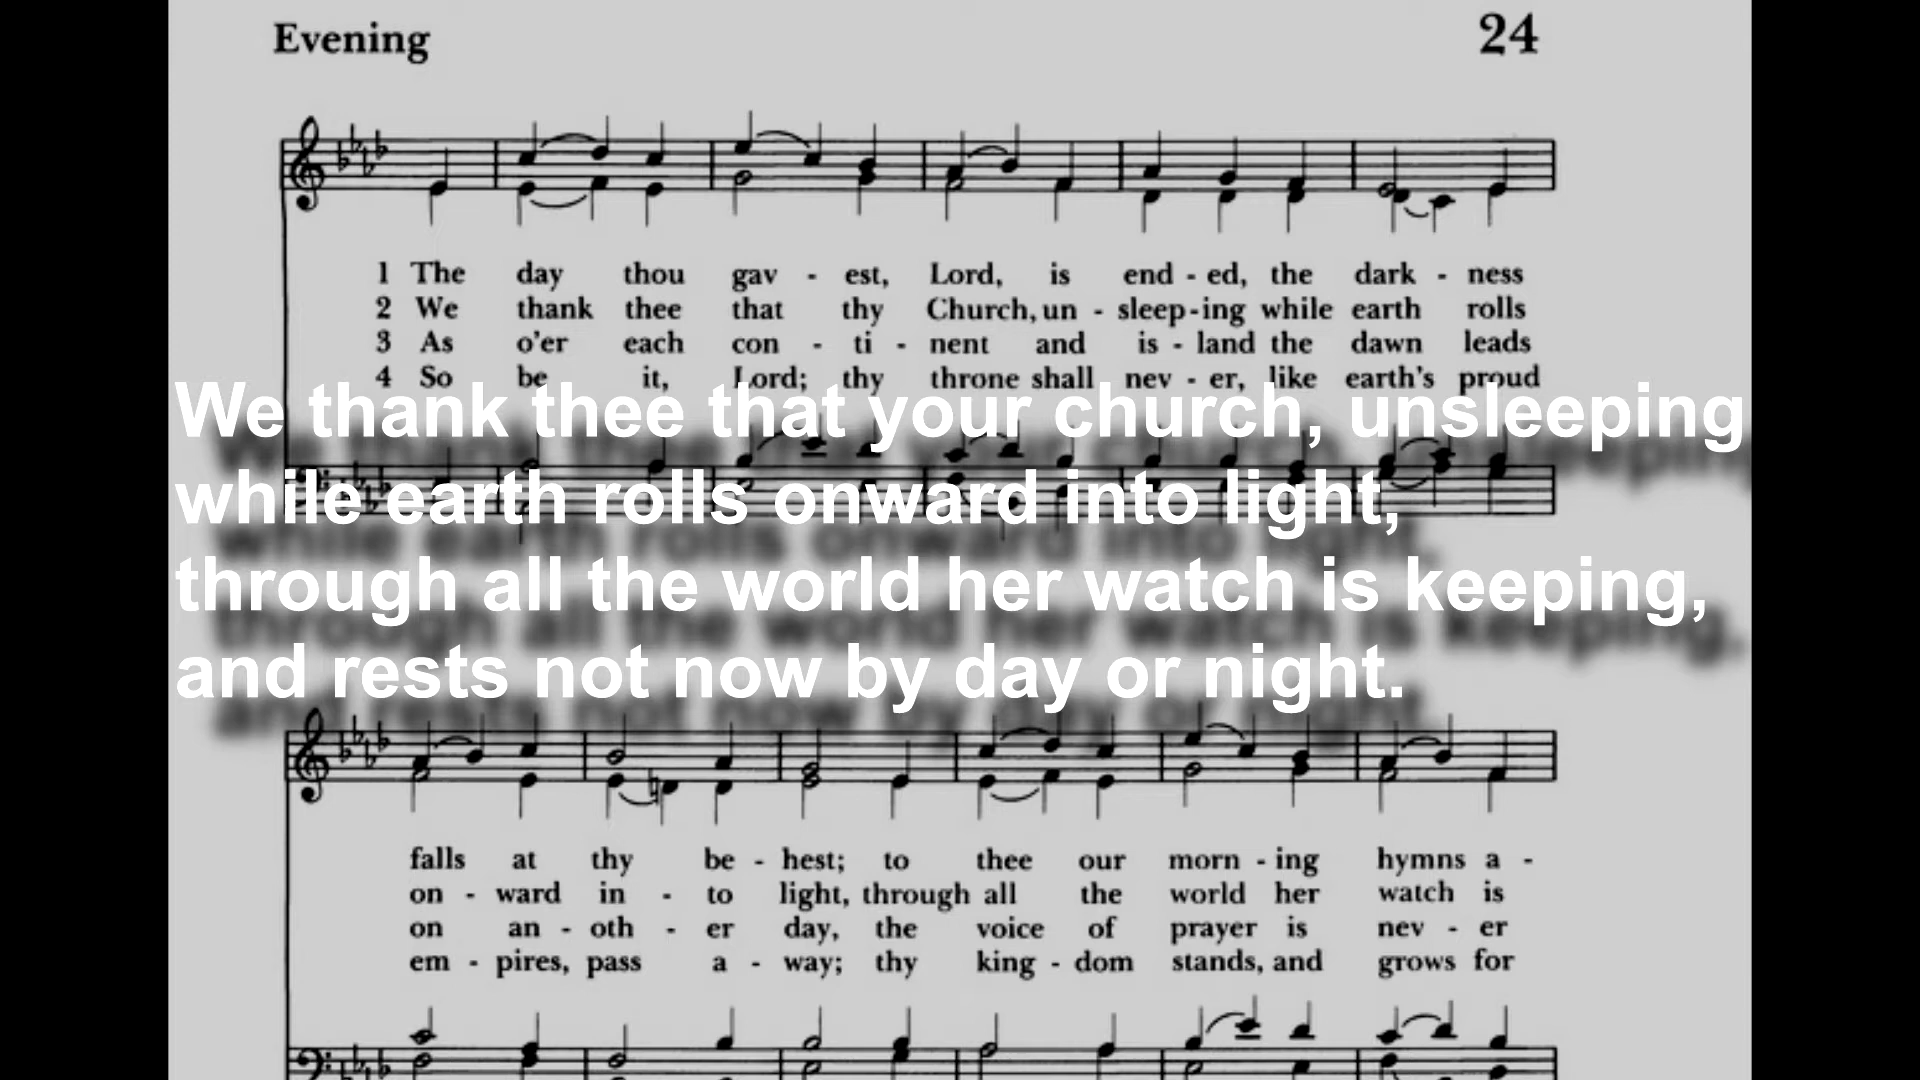 Evening 24
1 The day thou gav - est, Lord, is end - ed, the dark - ness
2 We thank thee that thy Church, un - sleep - ing while earth rolls
3 As o'er each con - ti - nent and is - land the dawn leads
4 So be it, Lord; thy throne shall nev - er, like earth's proud
We thank thee that your church, unsleeping
while earth rolls onward into light,
through all the world her watch is keeping,
and rests not now by day or night.
falls at thy be - hest; to thee our morn - ing hymns a -
on - ward in - to light, through all the world her watch is
on an - oth - er day, the voice of prayer is nev - er
em - pires, pass a - way; thy king - dom stands, and grows for